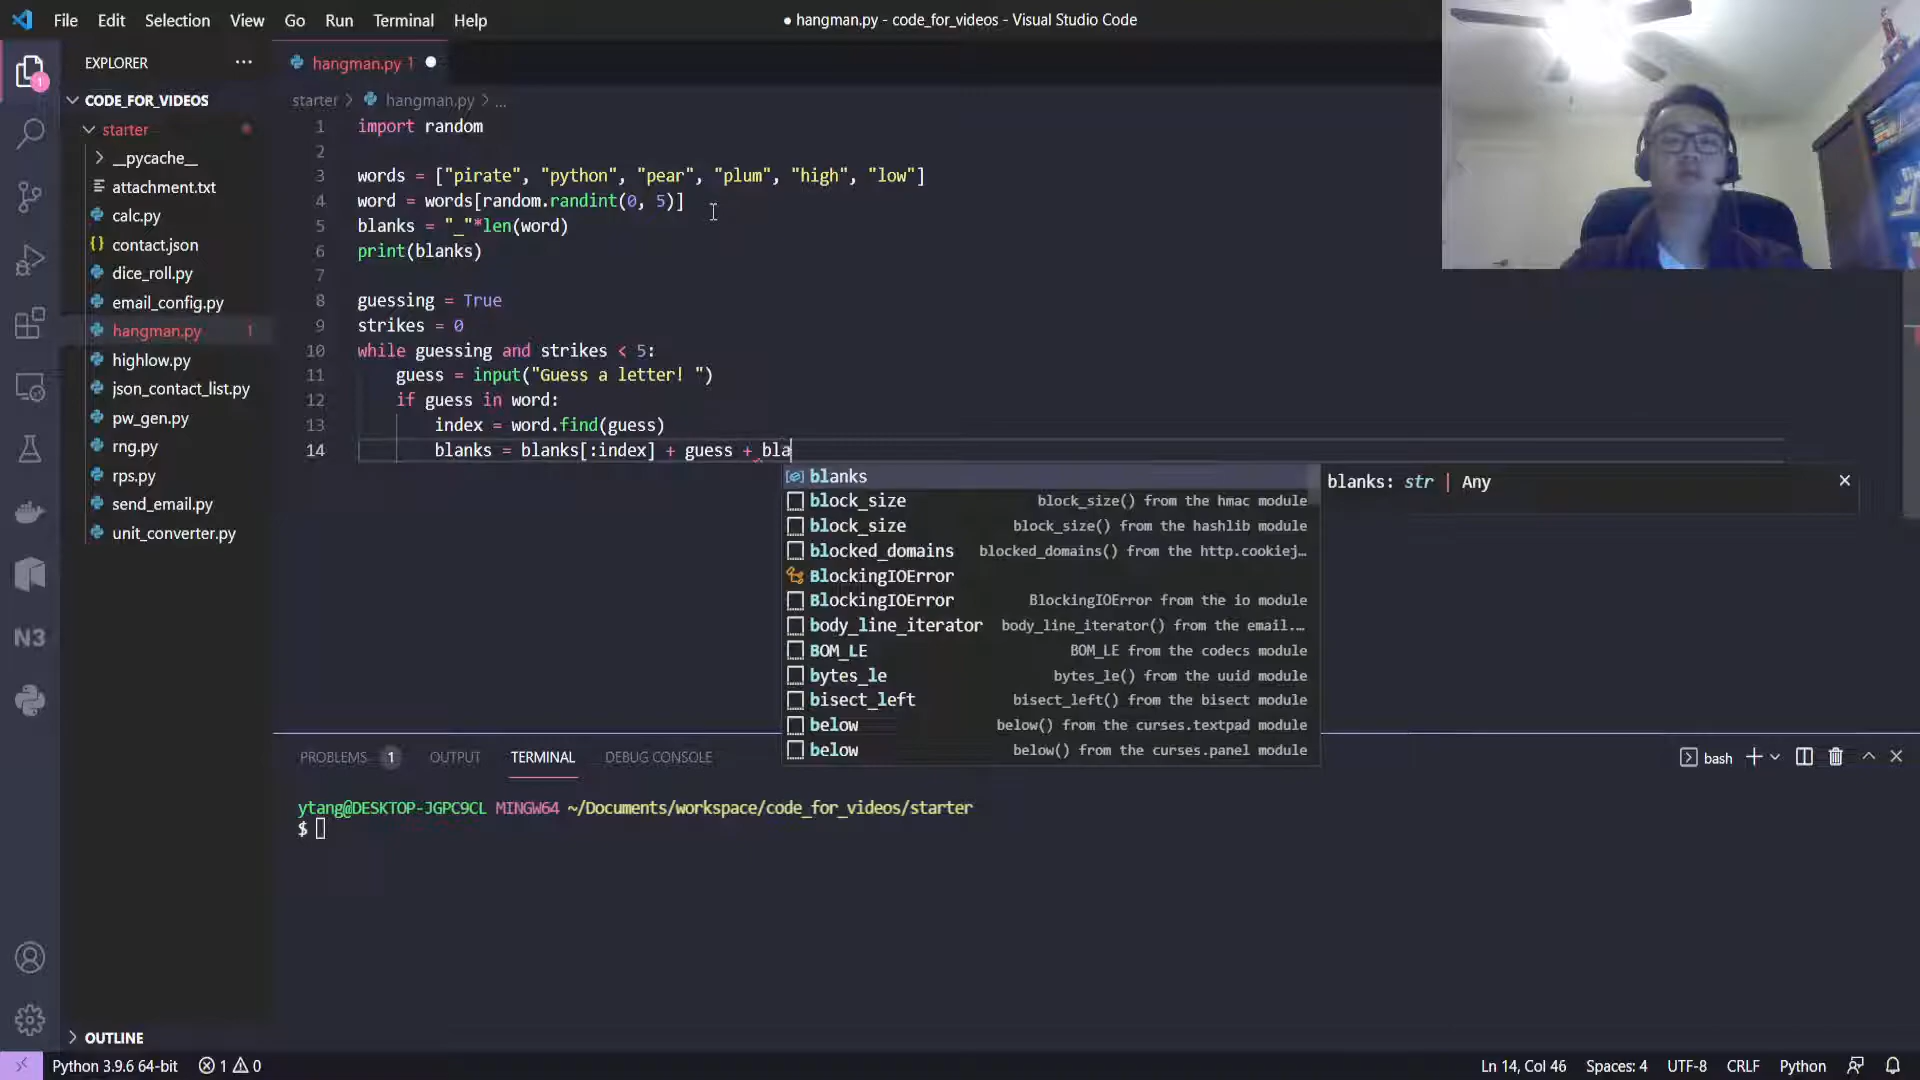 File Edit Selection View Go Run Terminal Help
● hangman.py - code_for_videos - Visual Studio Code
EXPLORER ···
hangman.py 1 ●
CODE_FOR_VIDEOS
starter > hangman.py > ...
starter
__pycache__
attachment.txt
calc.py
contact.json
dice_roll.py
email_config.py
hangman.py 1
highlow.py
json_contact_list.py
pw_gen.py
rng.py
rps.py
send_email.py
unit_converter.py
OUTLINE
1
N3
1 import random
2
3 words = ["pirate", "python", "pear", "plum", "high", "low"]
4 word = words[random.randint(0, 5)]
5 blanks = "_"*len(word)
6 print(blanks)
7
8 guessing = True
9 strikes = 0
10 while guessing and strikes < 5:
11 guess = input("Guess a letter! ")
12 if guess in word:
13 index = word.find(guess)
14 blanks = blanks[:index] + guess + bla
blanks
block_size block_size() from the hmac module
block_size block_size() from the hashlib module
blocked_domains blocked_domains() from the http.cookiej…
BlockingIOError
BlockingIOError BlockingIOError from the io module
body_line_iterator body_line_iterator() from the email.…
BOM_LE BOM_LE from the codecs module
bytes_le bytes_le() from the uuid module
bisect_left bisect_left() from the bisect module
below below() from the curses.textpad module
below below() from the curses.panel module
blanks: str | Any
PROBLEMS 1 OUTPUT TERMINAL DEBUG CONSOLE
bash
ytang@DESKTOP-JGPC9CL MINGW64 ~/Documents/workspace/code_for_videos/starter
$
Python 3.9.6 64-bit 1 0
Ln 14, Col 46 Spaces: 4 UTF-8 CRLF Python